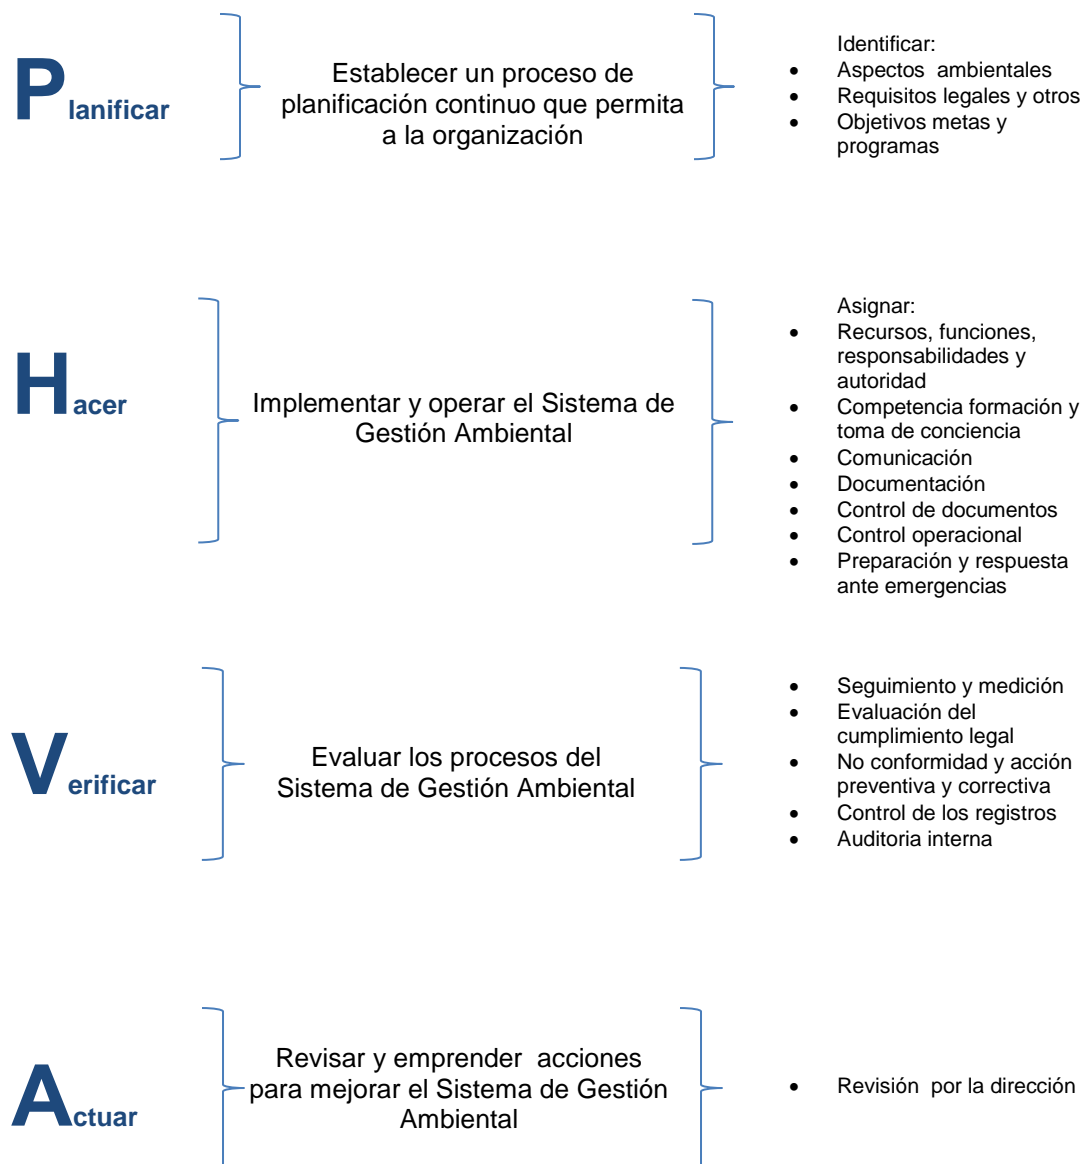 Planificar
Establecer un proceso de
planificación continuo que permita
a la organización
Identificar:
• Aspectos ambientales
• Requisitos legales y otros
• Objetivos metas y
programas
Hacer
Implementar y operar el Sistema de
Gestión Ambiental
Asignar:
• Recursos, funciones,
responsabilidades y
autoridad
• Competencia formación y
toma de conciencia
• Comunicación
• Documentación
• Control de documentos
• Control operacional
• Preparación y respuesta
ante emergencias
Verificar
Evaluar los procesos del
Sistema de Gestión Ambiental
• Seguimiento y medición
• Evaluación del
cumplimiento legal
• No conformidad y acción
preventiva y correctiva
• Control de los registros
• Auditoria interna
Actuar
Revisar y emprender acciones
para mejorar el Sistema de Gestión
Ambiental
• Revisión por la dirección